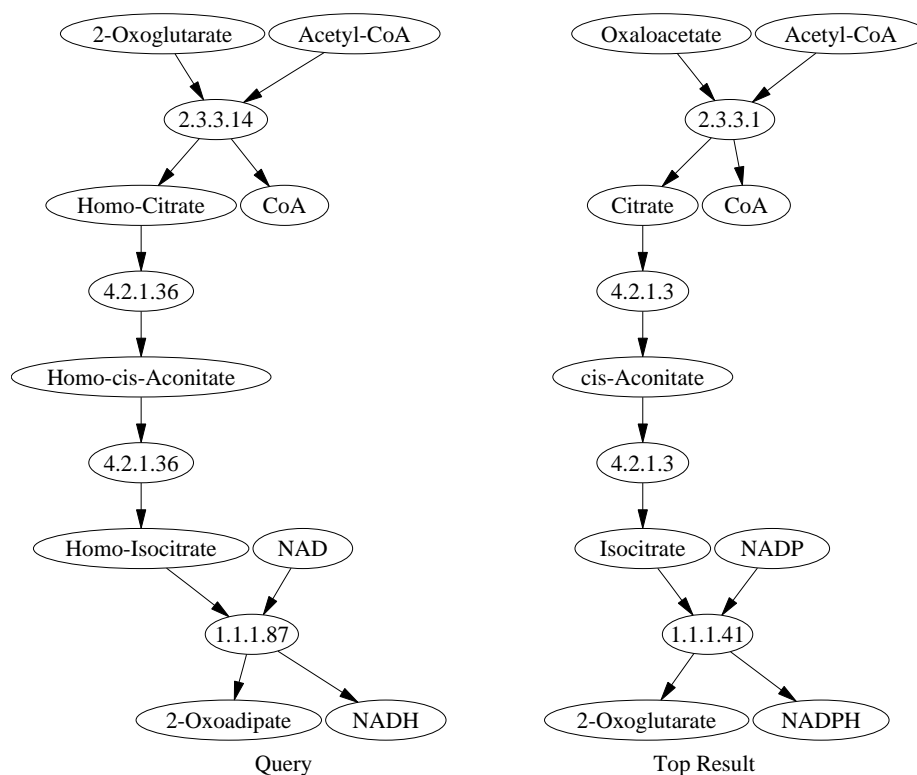 2-Oxoglutarate Acetyl-CoA Oxaloacetate Acetyl-CoA
2.3.3.14 2.3.3.1
Homo-Citrate CoA Citrate CoA
4.2.1.36 4.2.1.3
Homo-cis-Aconitate cis-Aconitate
4.2.1.36 4.2.1.3
Homo-Isocitrate NAD Isocitrate NADP
1.1.1.87 1.1.1.41
2-Oxoadipate NADH 2-Oxoglutarate NADPH
Query Top Result